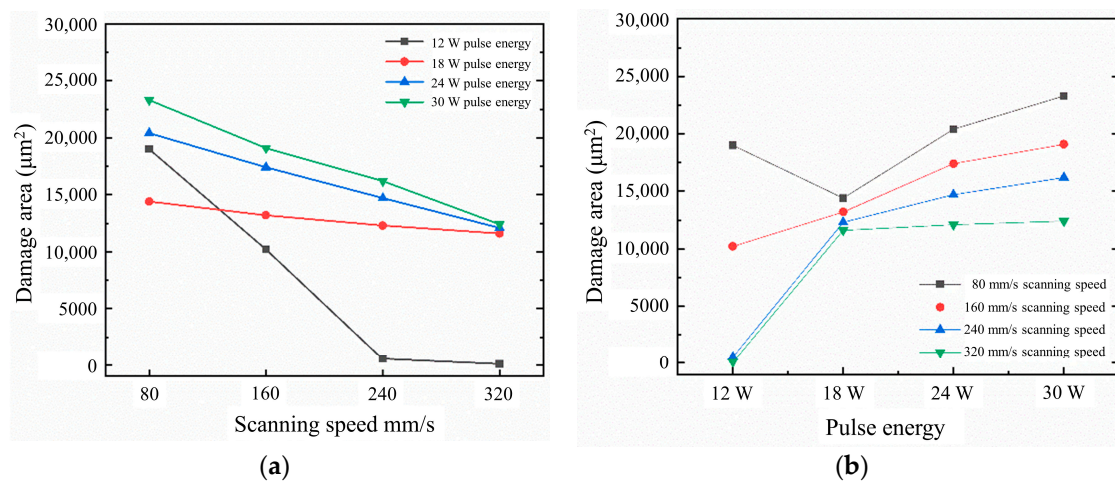 30,000
25,000
20,000
15,000
10,000
5000
0
Damage area (μm²)
12 W pulse energy
18 W pulse energy
24 W pulse energy
30 W pulse energy
80 160 240 320
Scanning speed mm/s
(a)
30,000
25,000
20,000
15,000
10,000
5000
0
Damage area (μm²)
80 mm/s scanning speed
160 mm/s scanning speed
240 mm/s scanning speed
320 mm/s scanning speed
12 W 18 W 24 W 30 W
Pulse energy
(b)